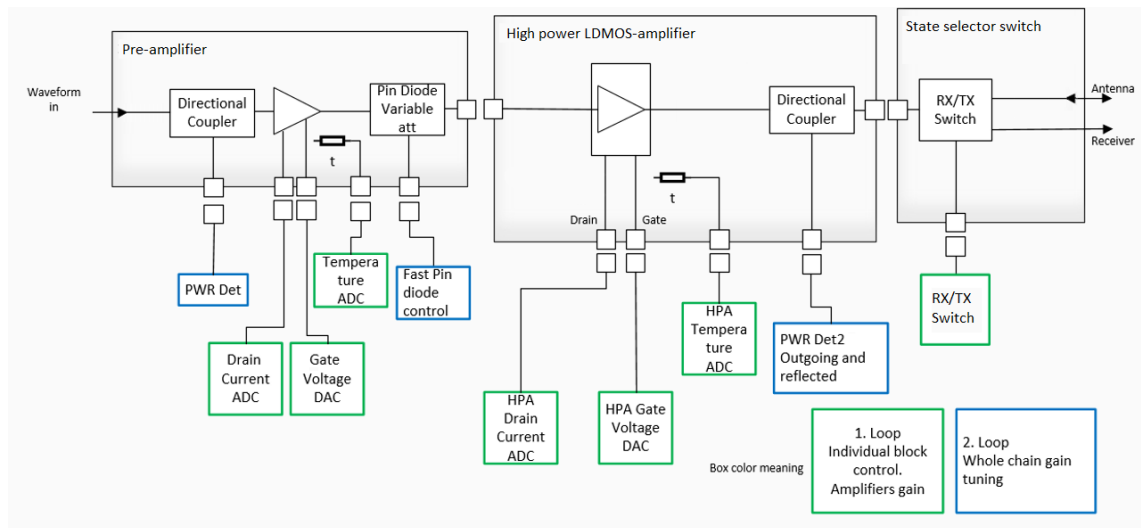 Pre-amplifier
Waveform
in
Directional
Coupler
Pin Diode
Variable
att
t
PWR Det
Drain
Current
ADC
Gate
Voltage
DAC
Tempera
ture
ADC
Fast Pin
diode
control
High power LDMOS-amplifier
Directional
Coupler
t
Drain
Gate
HPA
Drain
Current
ADC
HPA Gate
Voltage
DAC
HPA
Tempera
ture
ADC
PWR Det2
Outgoing and
reflected
State selector switch
RX/TX
Switch
Antenna
Receiver
RX/TX
Switch
Box color meaning
1. Loop
Individual block
control.
Amplifiers gain
2. Loop
Whole chain gain
tuning